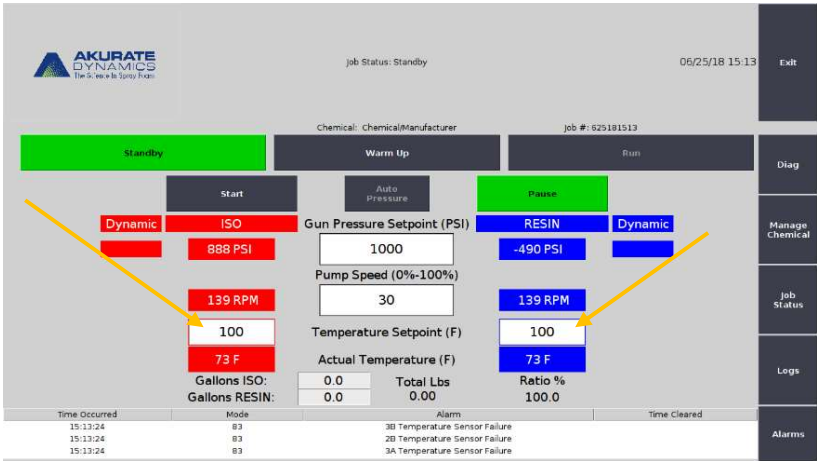 AKURATE
DYNAMICS
The Science In Spray Foam
Job Status: Standby
06/25/18 15:13
Exit
Chemical: Chemical/Manufacturer
Job #: 625181513
Standby
Warm Up
Run
Diag
Start
Auto
Pressure
Pause
Dynamic
ISO
Gun Pressure Setpoint (PSI)
RESIN
Dynamic
Manage
Chemical
888 PSI
1000
-490 PSI
Pump Speed (0%-100%)
139 RPM
30
139 RPM
Job
Status
100
Temperature Setpoint (F)
100
73 F
Actual Temperature (F)
73 F
Logs
Gallons ISO:
0.0
Total Lbs
Ratio %
Gallons RESIN:
0.0
0.00
100.0
Time Occurred
Mode
Alarm
Time Cleared
15:13:24
83
3B Temperature Sensor Failure
15:13:24
83
2B Temperature Sensor Failure
Alarms
15:13:24
83
3A Temperature Sensor Failure